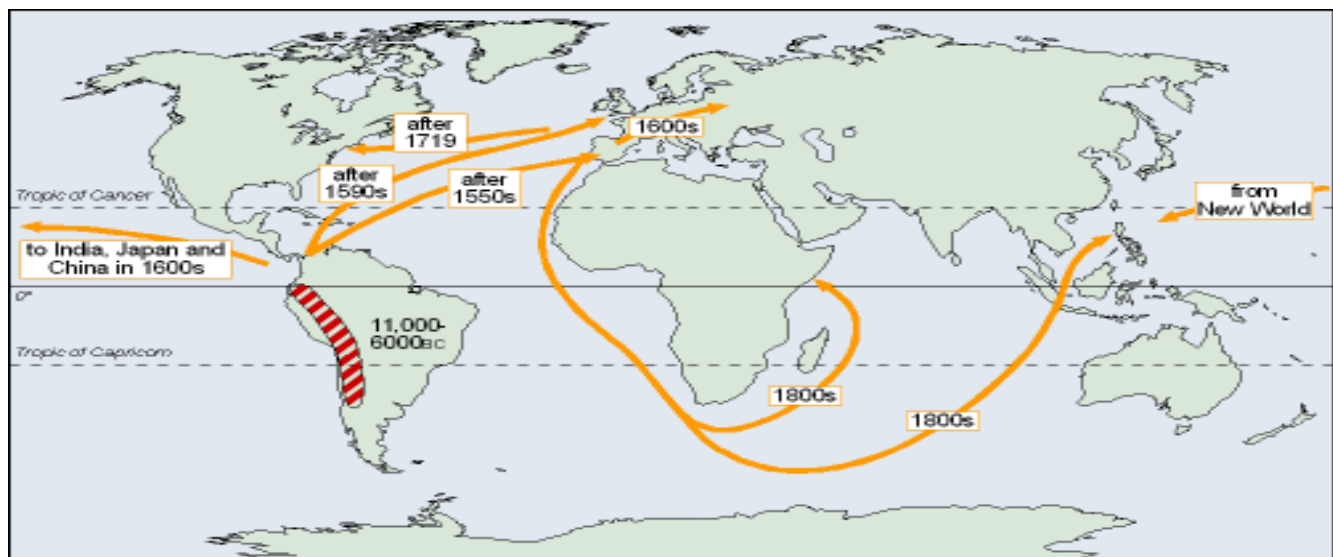 after
1719
1600s
after
1590s
after
1550s
Tropic of Cancer
from
New World
to India, Japan and
China in 1600s
0°
11,000-
6000BC
Tropic of Capricorn
1800s
1800s